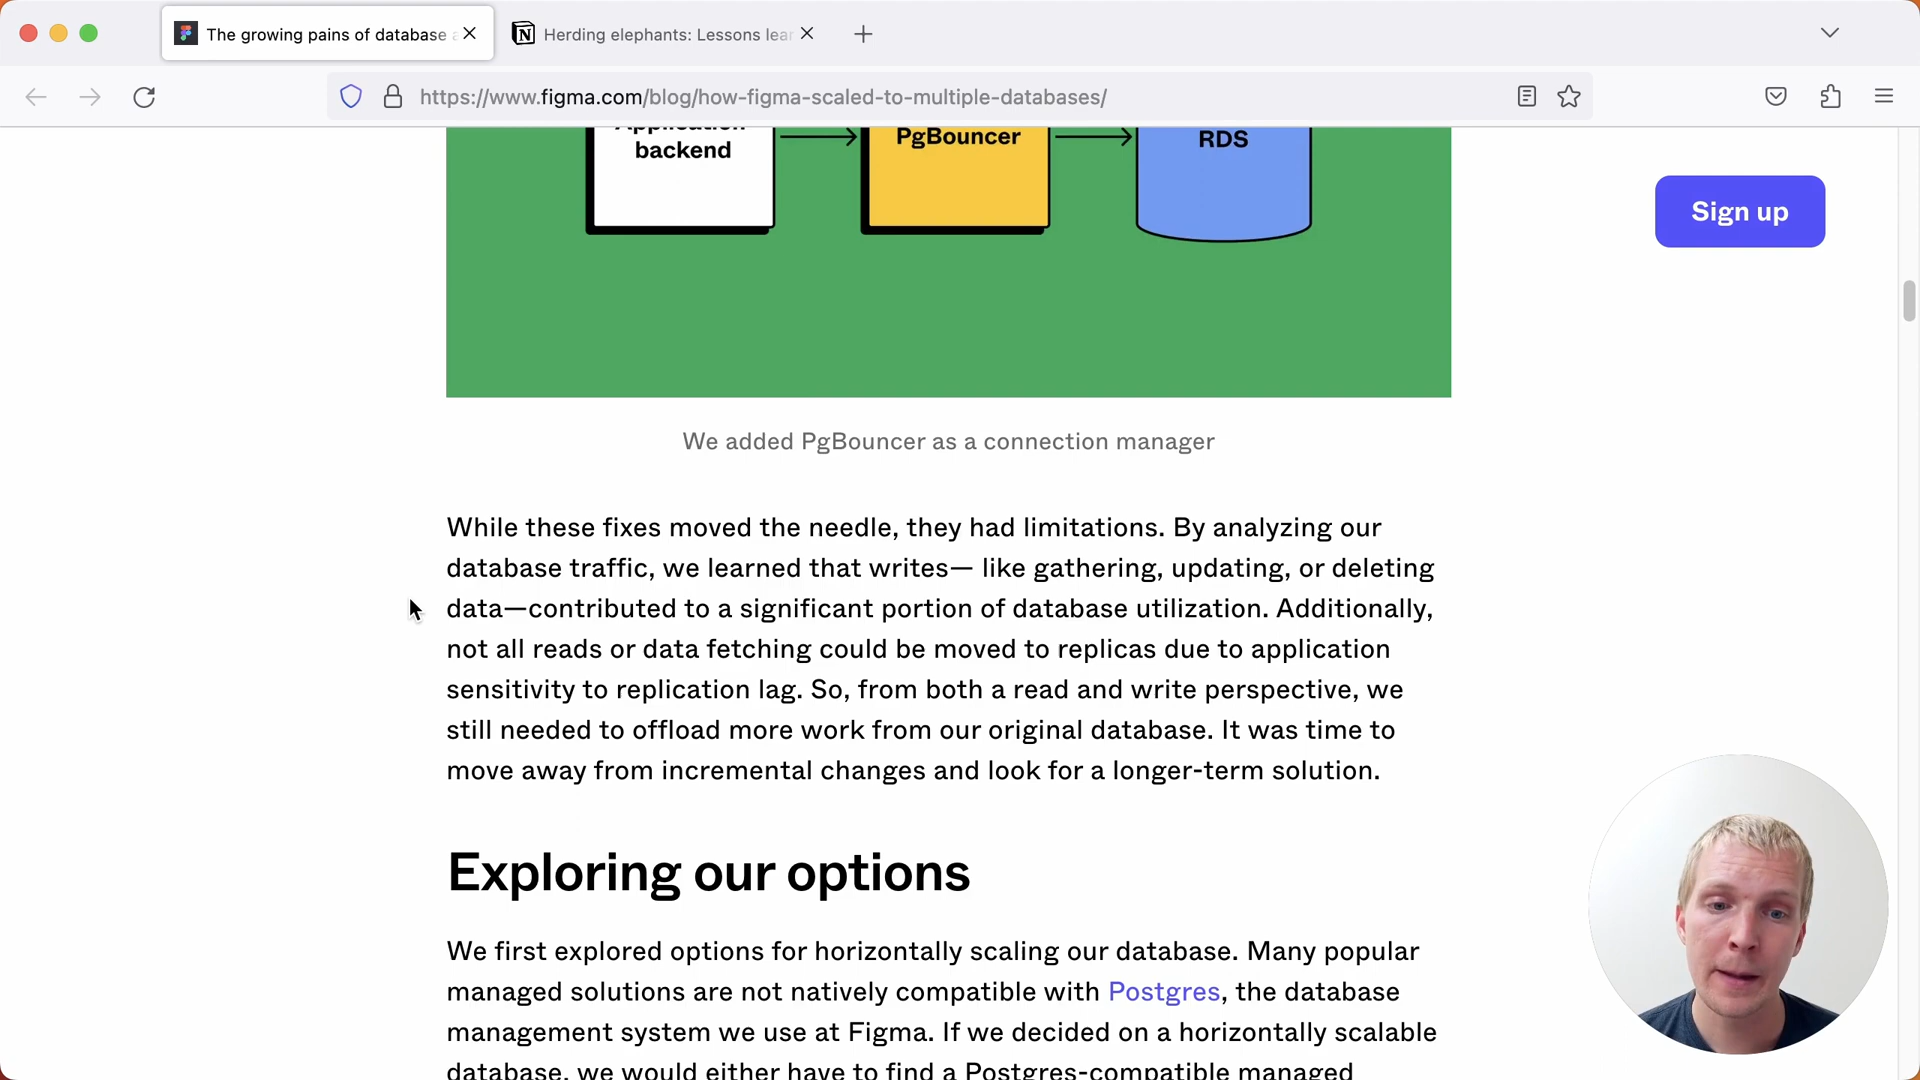 The growing pains of database
Herding elephants: Lessons lear
https://www.figma.com/blog/how-figma-scaled-to-multiple-databases/
Application
backend
PgBouncer
RDS
Sign up
We added PgBouncer as a connection manager
While these fixes moved the needle, they had limitations. By analyzing our
database traffic, we learned that writes— like gathering, updating, or deleting
data—contributed to a significant portion of database utilization. Additionally,
not all reads or data fetching could be moved to replicas due to application
sensitivity to replication lag. So, from both a read and write perspective, we
still needed to offload more work from our original database. It was time to
move away from incremental changes and look for a longer-term solution.
Exploring our options
We first explored options for horizontally scaling our database. Many popular
managed solutions are not natively compatible with Postgres, the database
management system we use at Figma. If we decided on a horizontally scalable
database, we would either have to find a Postgres-compatible managed